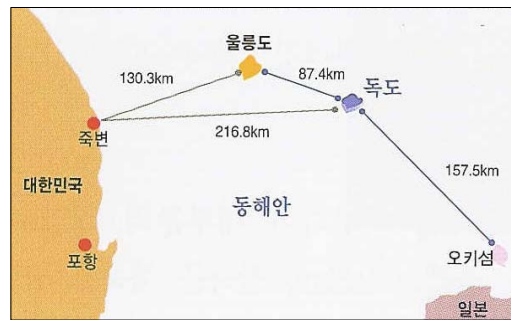 울릉도
130.3km
87.4km
독도
216.8km
죽변
157.5km
대한민국
동해안
포항
오키섬
일본